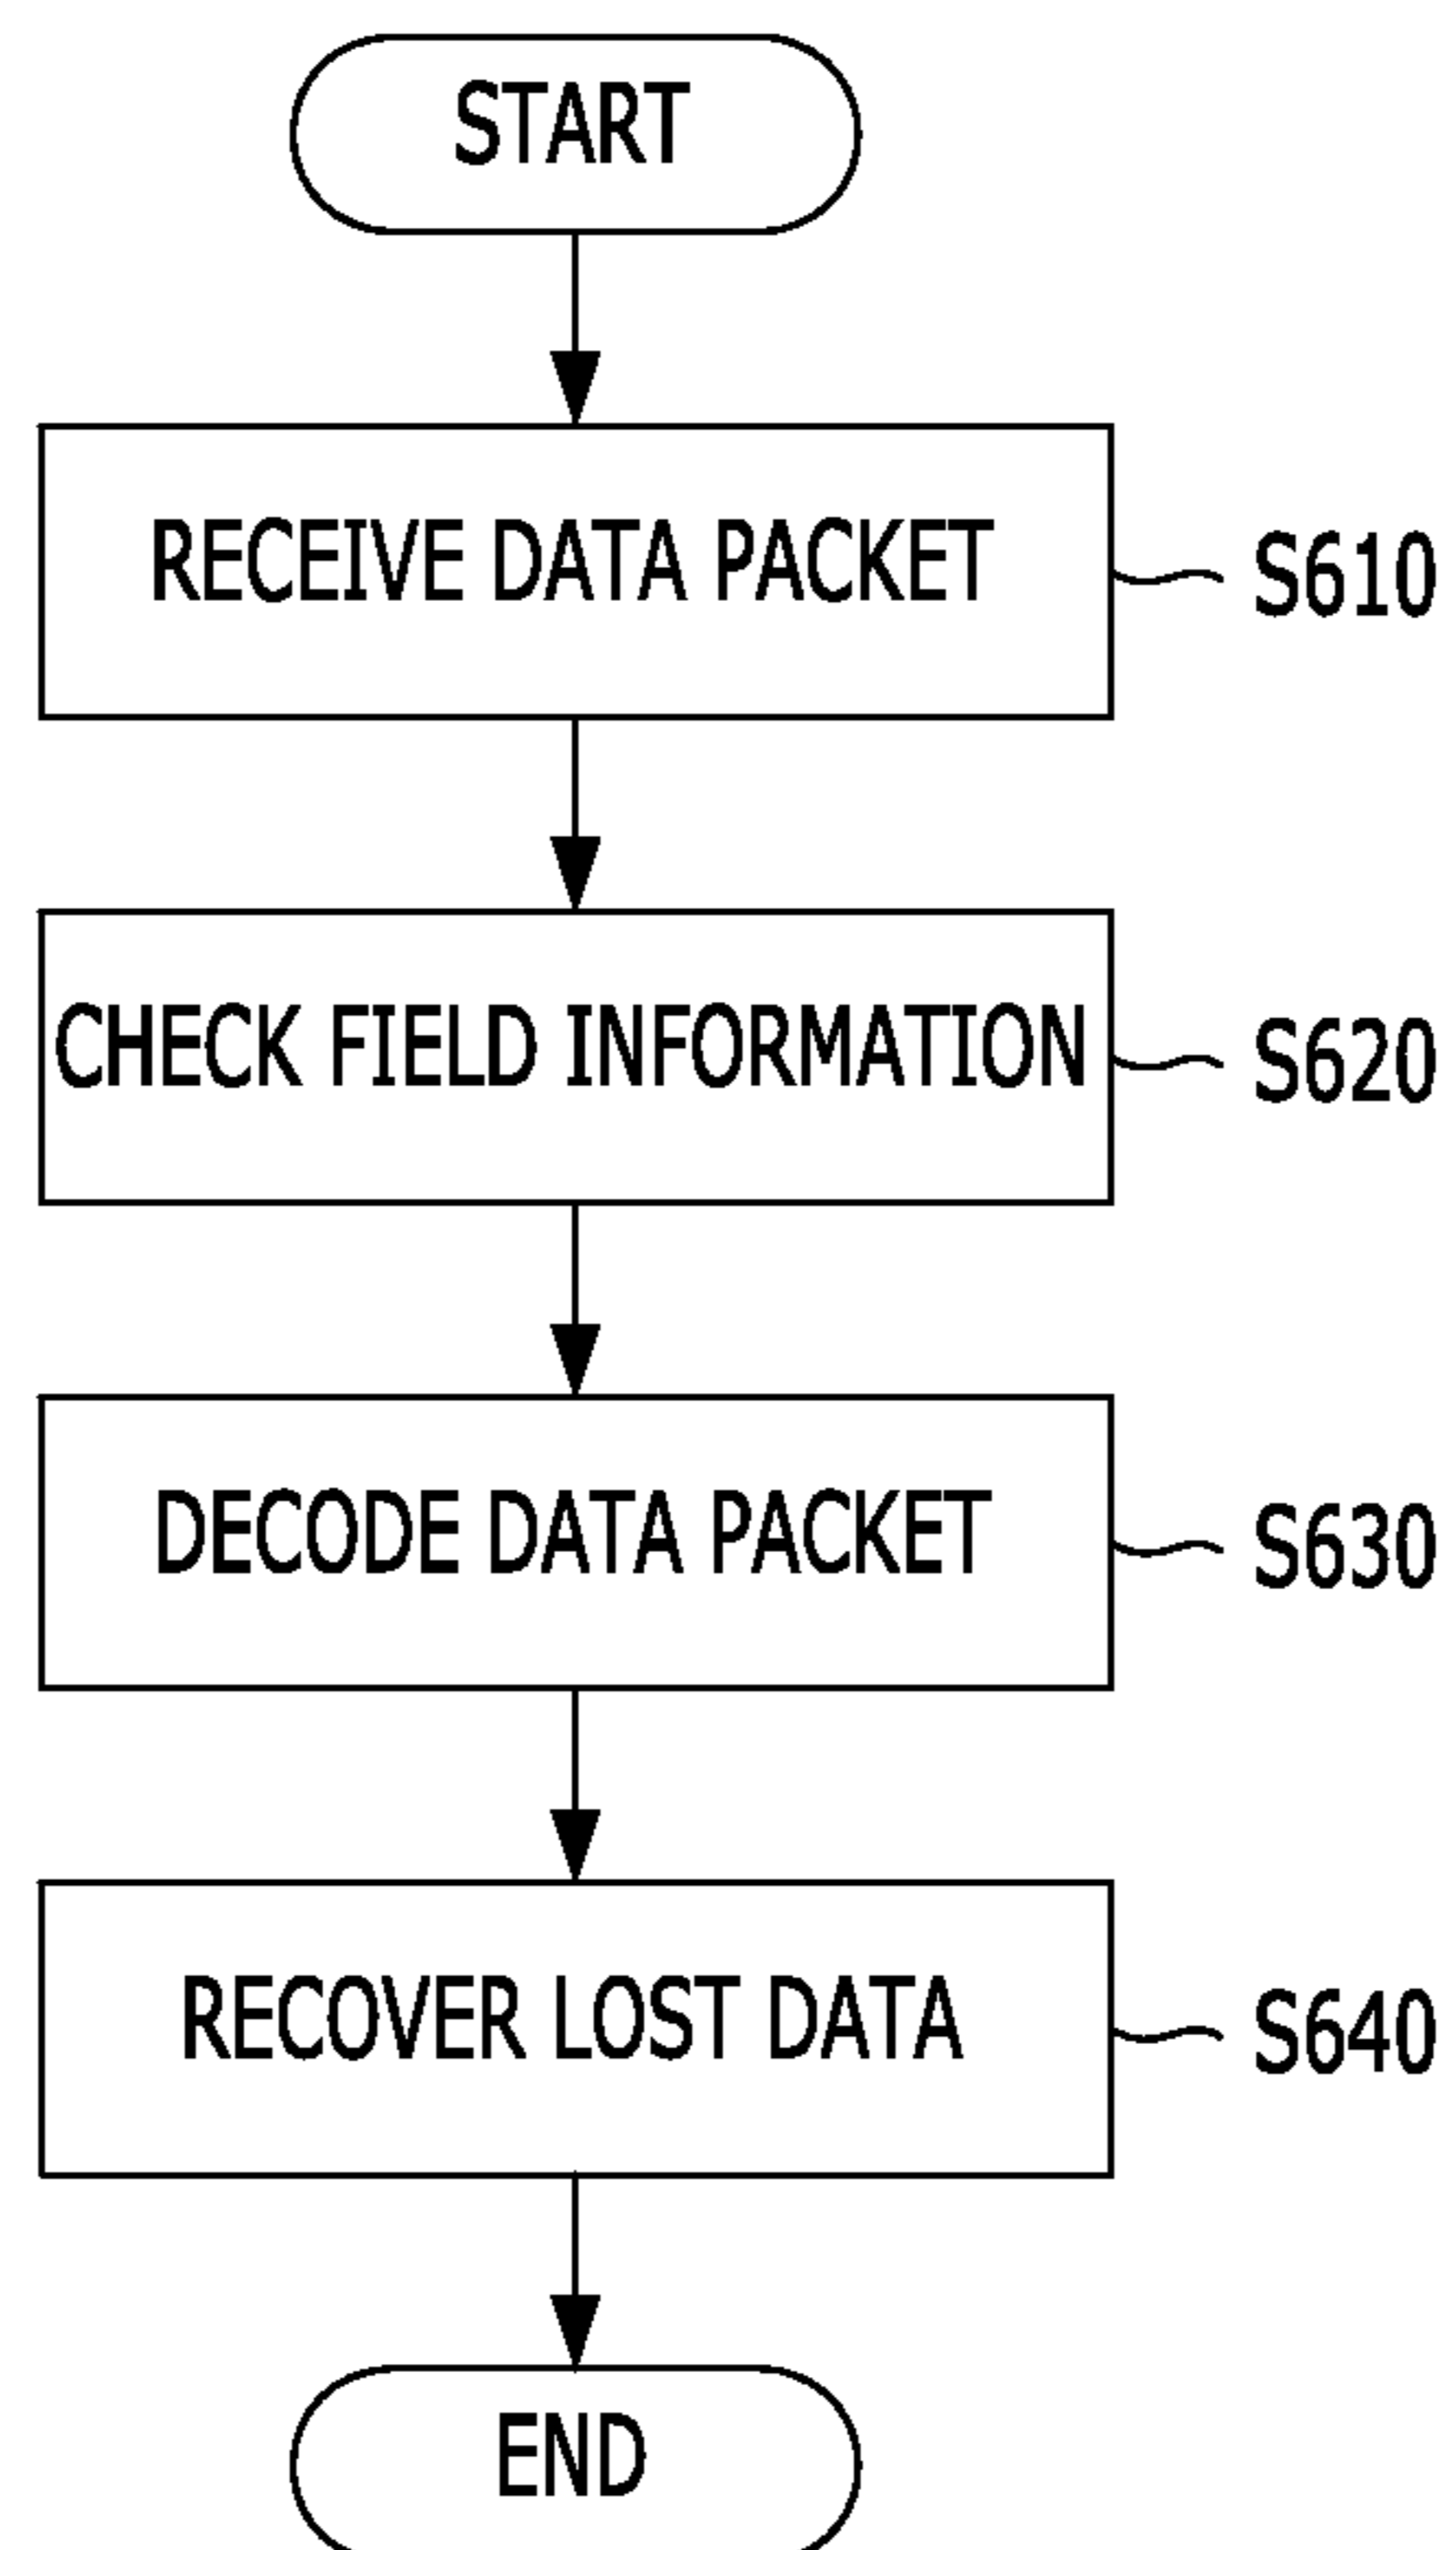 START
RECEIVE DATA PACKET
S610
CHECK FIELD INFORMATION
S620
DECODE DATA PACKET
S630
RECOVER LOST DATA
S640
END